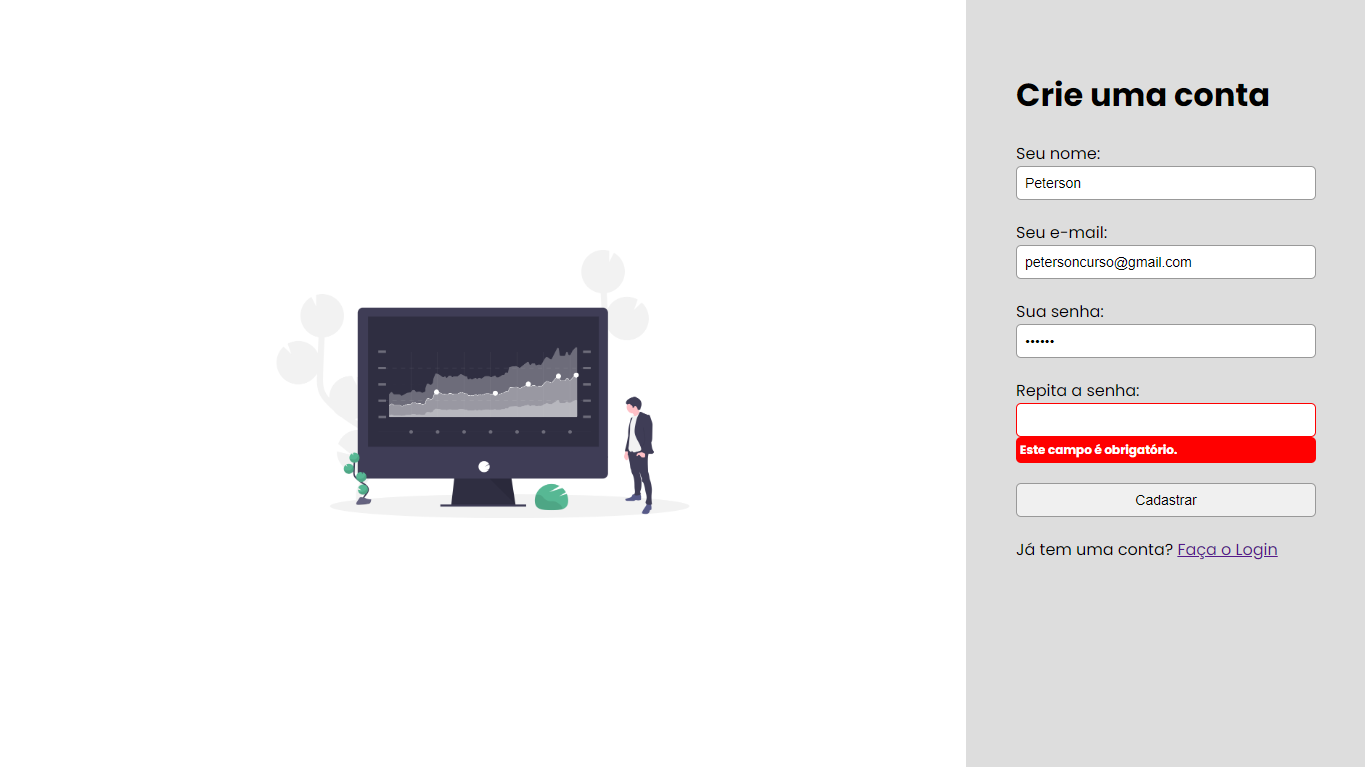 Crie uma conta
Seu nome:
Peterson
Seu e-mail:
petersoncurso@gmail.com
Sua senha:
••••••
Repita a senha:
Este campo é obrigatório.
Cadastrar
Já tem uma conta? Faça o Login